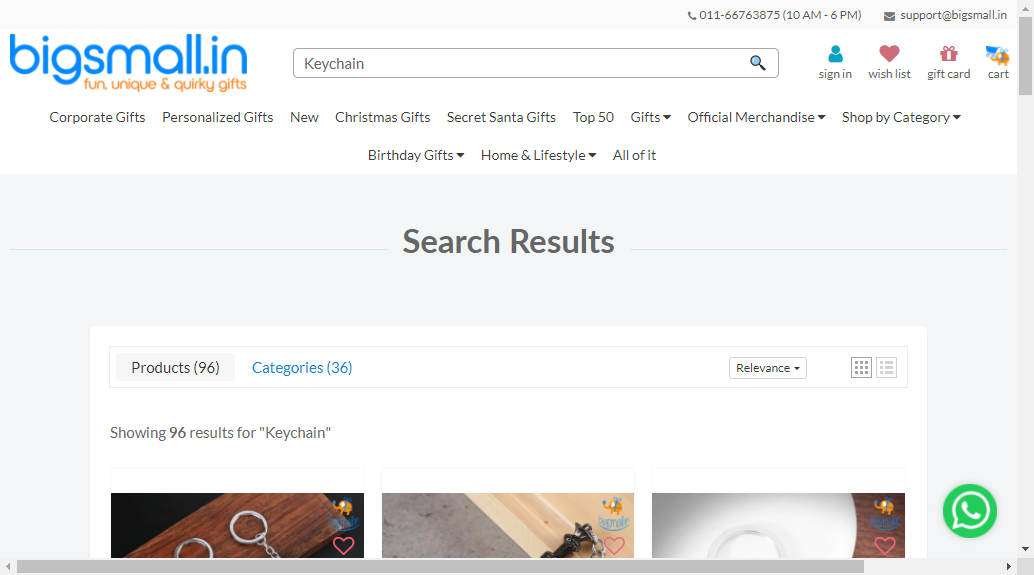 011-66763875 (10 AM - 6 PM) support@bigsmall.in
bigsmall.in
fun, unique & quirky gifts
Keychain
sign in wish list gift card cart
Corporate Gifts Personalized Gifts New Christmas Gifts Secret Santa Gifts Top 50 Gifts Official Merchandise Shop by Category
Birthday Gifts Home & Lifestyle All of it
Search Results
Products (96) Categories (36) Relevance
Showing 96 results for "Keychain"